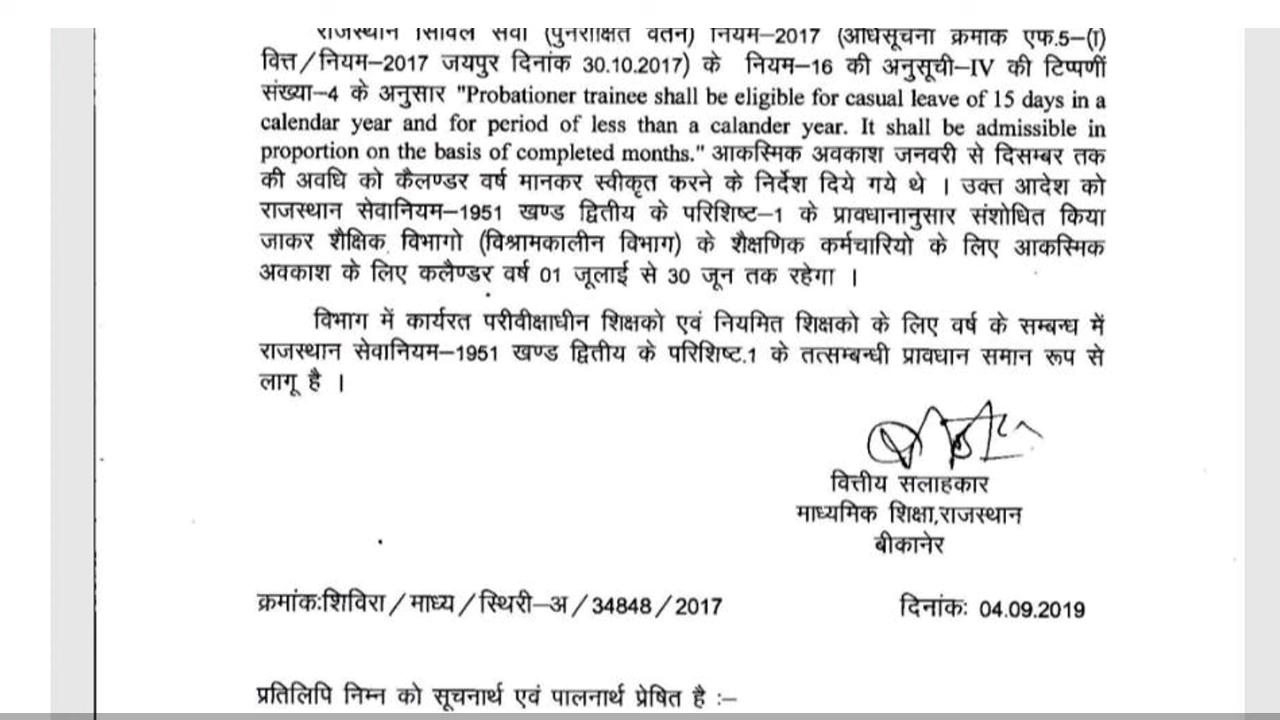 राजस्थान सिविल सेवा (पुनरीक्षित वेतन) नियम–2017 (अधिसूचना क्रमांक एफ.5–(I)
वित्त/नियम–2017 जयपुर दिनांक 30.10.2017) के नियम–16 की अनुसूची–IV की टिप्पणीं
संख्या–4 के अनुसार "Probationer trainee shall be eligible for casual leave of 15 days in a
calendar year and for period of less than a calander year. It shall be admissible in
proportion on the basis of completed months." आकस्मिक अवकाश जनवरी से दिसम्बर तक
की अवधि को कैलण्डर वर्ष मानकर स्वीकृत करने के निर्देश दिये गये थे । उक्त आदेश को
राजस्थान सेवानियम–1951 खण्ड द्वितीय के परिशिष्ट–1 के प्रावधानानुसार संशोधित किया
जाकर शैक्षिक विभागो (विश्रामकालीन विभाग) के शैक्षणिक कर्मचारियो के लिए आकस्मिक
अवकाश के लिए कलैण्डर वर्ष 01 जूलाई से 30 जून तक रहेगा ।
विभाग में कार्यरत परीवीक्षाधीन शिक्षको एवं नियमित शिक्षको के लिए वर्ष के सम्बन्ध में
राजस्थान सेवानियम–1951 खण्ड द्वितीय के परिशिष्ट.1 के तत्सम्बन्धी प्रावधान समान रूप से
लागू है ।
वित्तीय सलाहकार
माध्यमिक शिक्षा,राजस्थान
बीकानेर
क्रमांक:शिविरा/माध्य/स्थिरी–अ/34848/2017 दिनांक: 04.09.2019
प्रतिलिपि निम्न को सूचनार्थ एवं पालनार्थ प्रेषित है :–